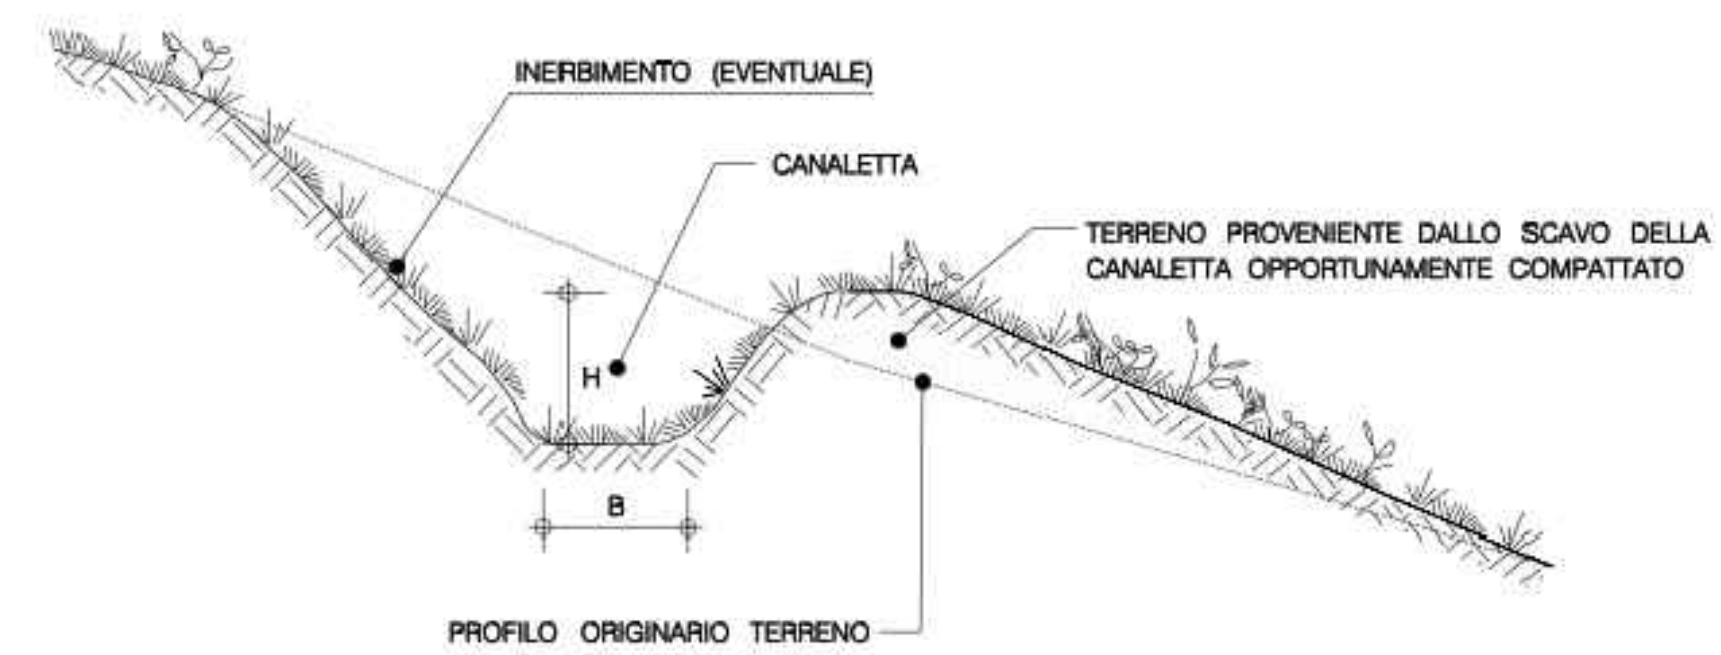 INERBIMENTO (EVENTUALE)
CANALETTA
TERRENO PROVENIENTE DALLO SCAVO DELLA
CANALETTA OPPORTUNAMENTE COMPATTATO
H
B
PROFILO ORIGINARIO TERRENO